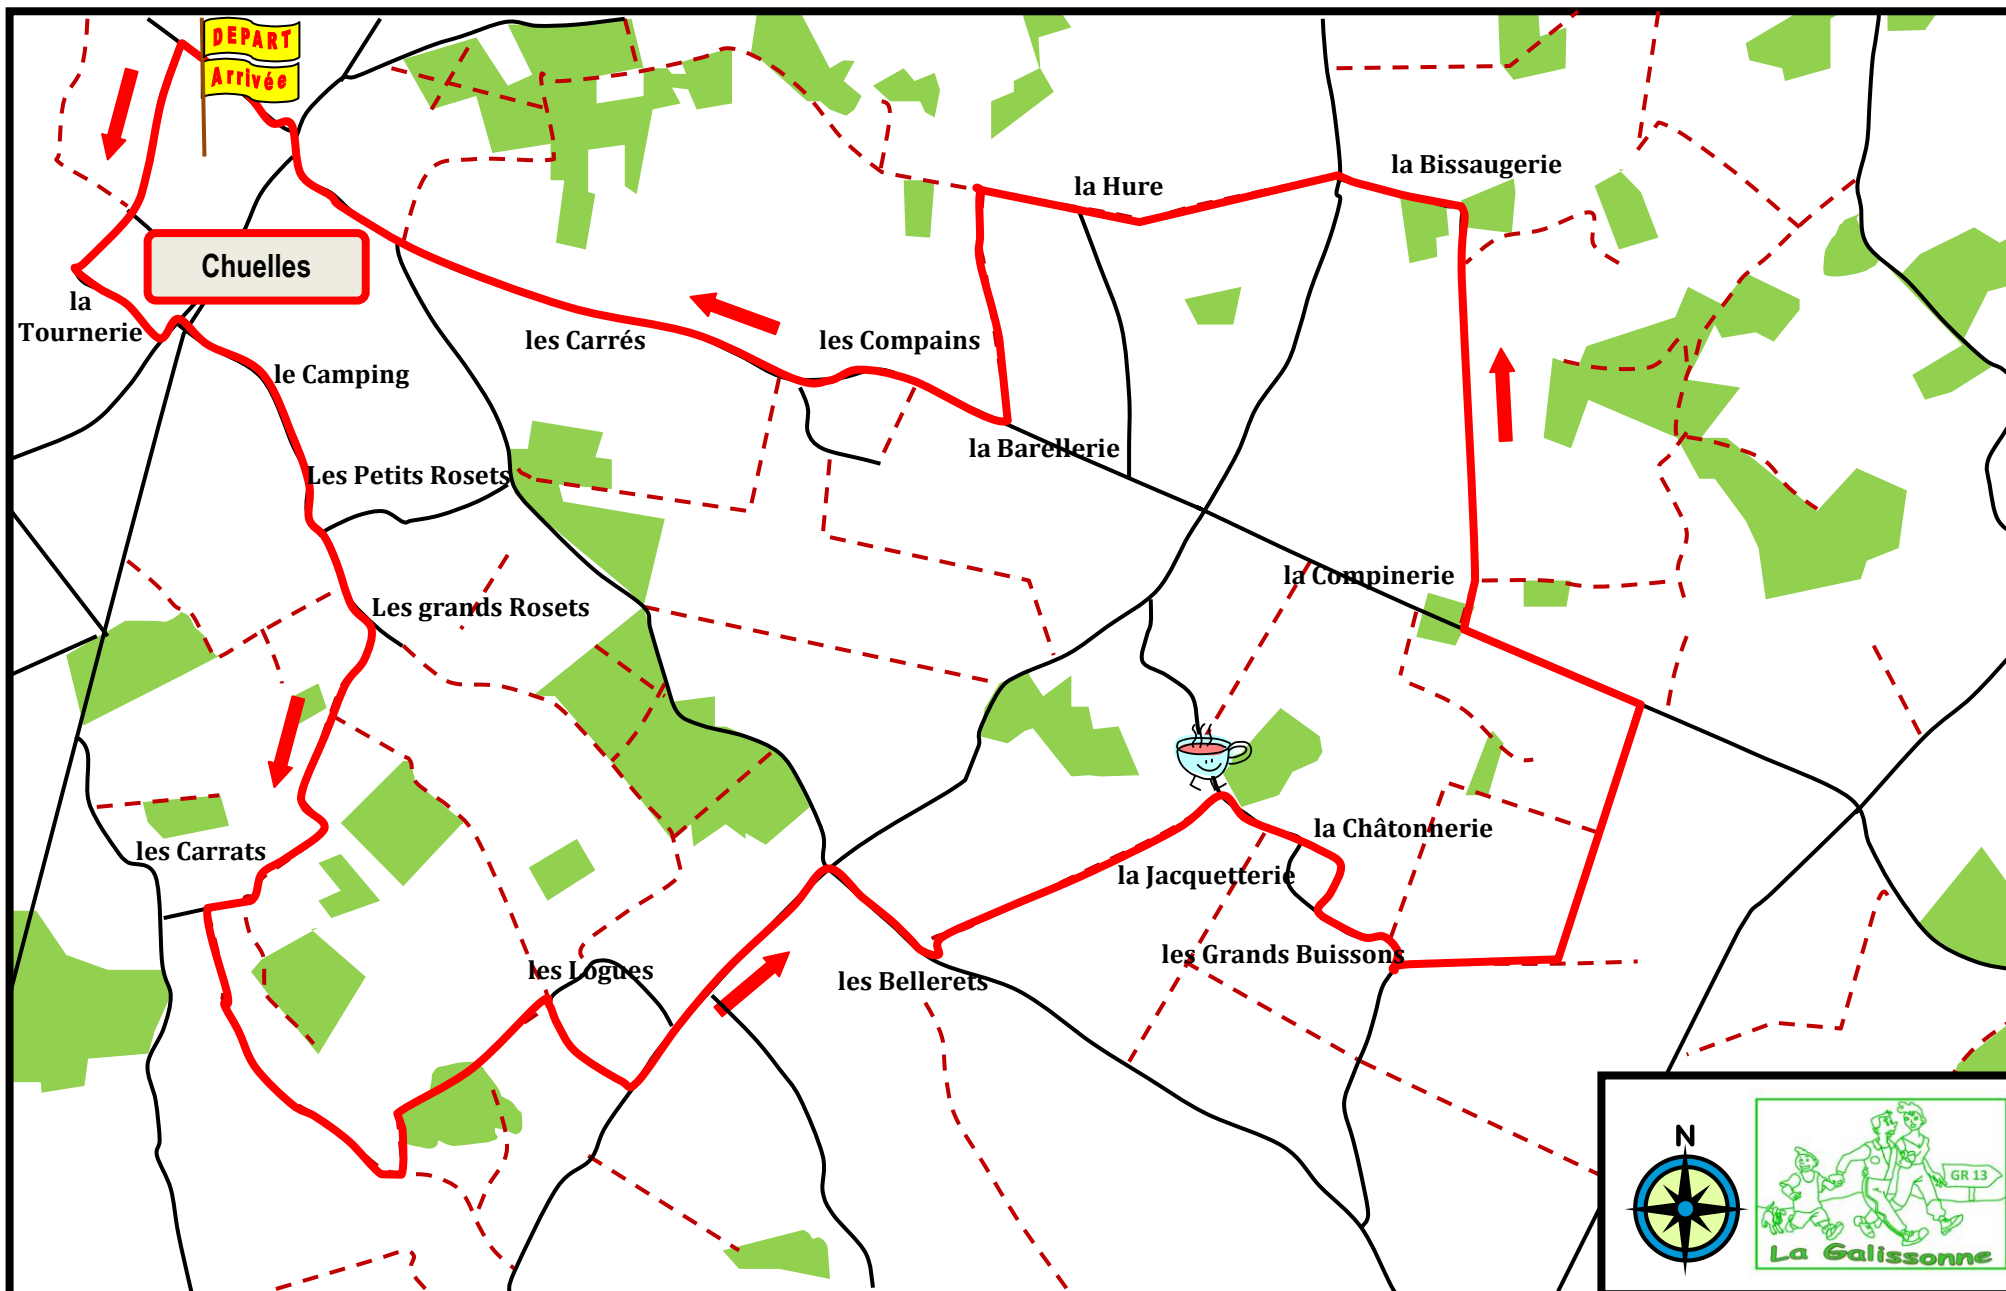 DEPART
Arrivée
la Bissaugerie
la Hure
Chuelles
la
Tournerie
les Carrés
les Compains
le Camping
la Barellerie
Les Petits Rosets
la Compinerie
Les grands Rosets
la Châtonnerie
les Carrats
la Jacquetterie
les Grands Buissons
les Logues
les Bellerets
N
GR 13
La Galissonne